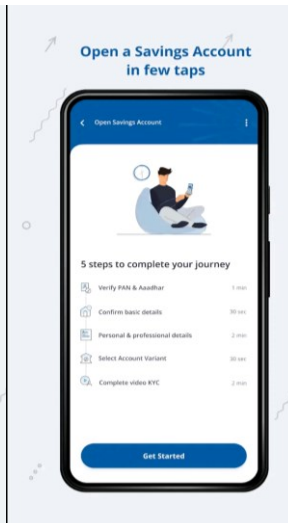 Open a Savings Account
in few taps
Open Savings Account
5 steps to complete your journey
Verify PAN & Aaadhar 1 min
Confirm basic details 30 sec
Personal & professional details 2 min
Select Account Variant 30 sec
Complete video KYC 2 min
Get Started